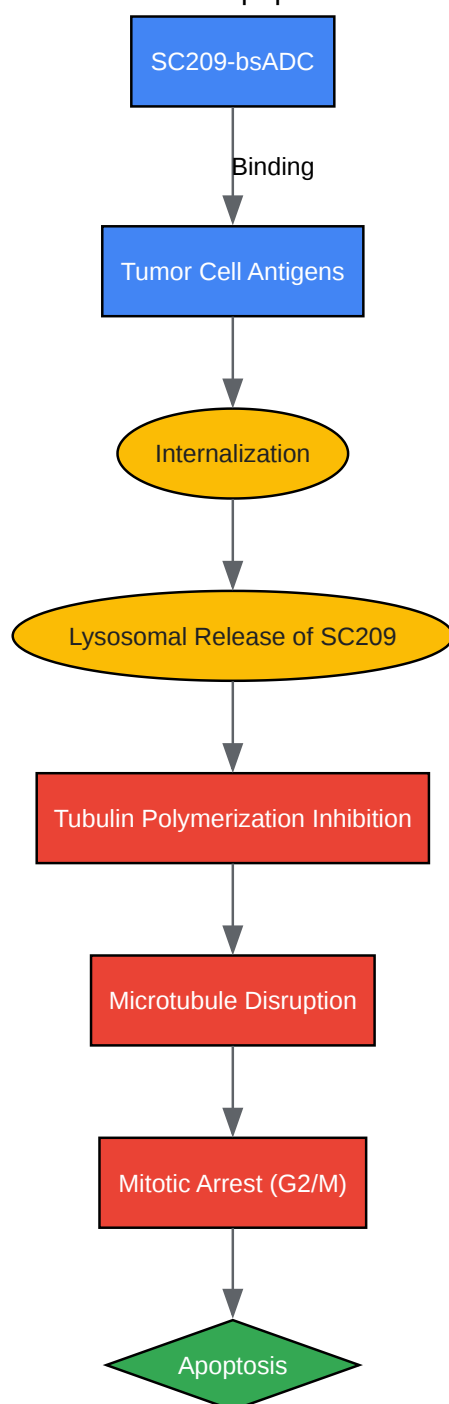 SC209-bsADC
Binding
Tumor Cell Antigens
Internalization
Lysosomal Release of SC209
Tubulin Polymerization Inhibition
Microtubule Disruption
Mitotic Arrest (G2/M)
Apoptosis